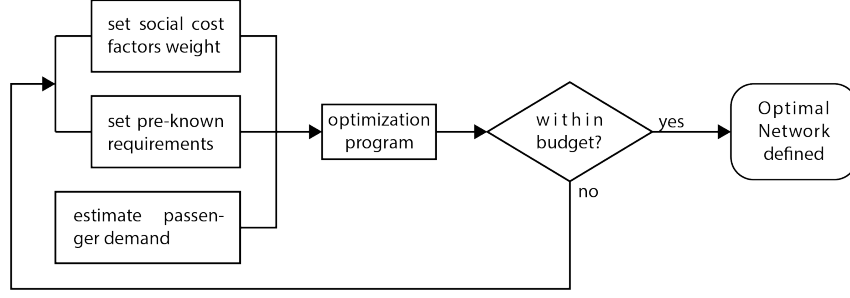 set social cost
factors weight
set pre-known
requirements
estimate passen-
ger demand
optimization
program
within
budget?
yes
no
Optimal
Network
defined